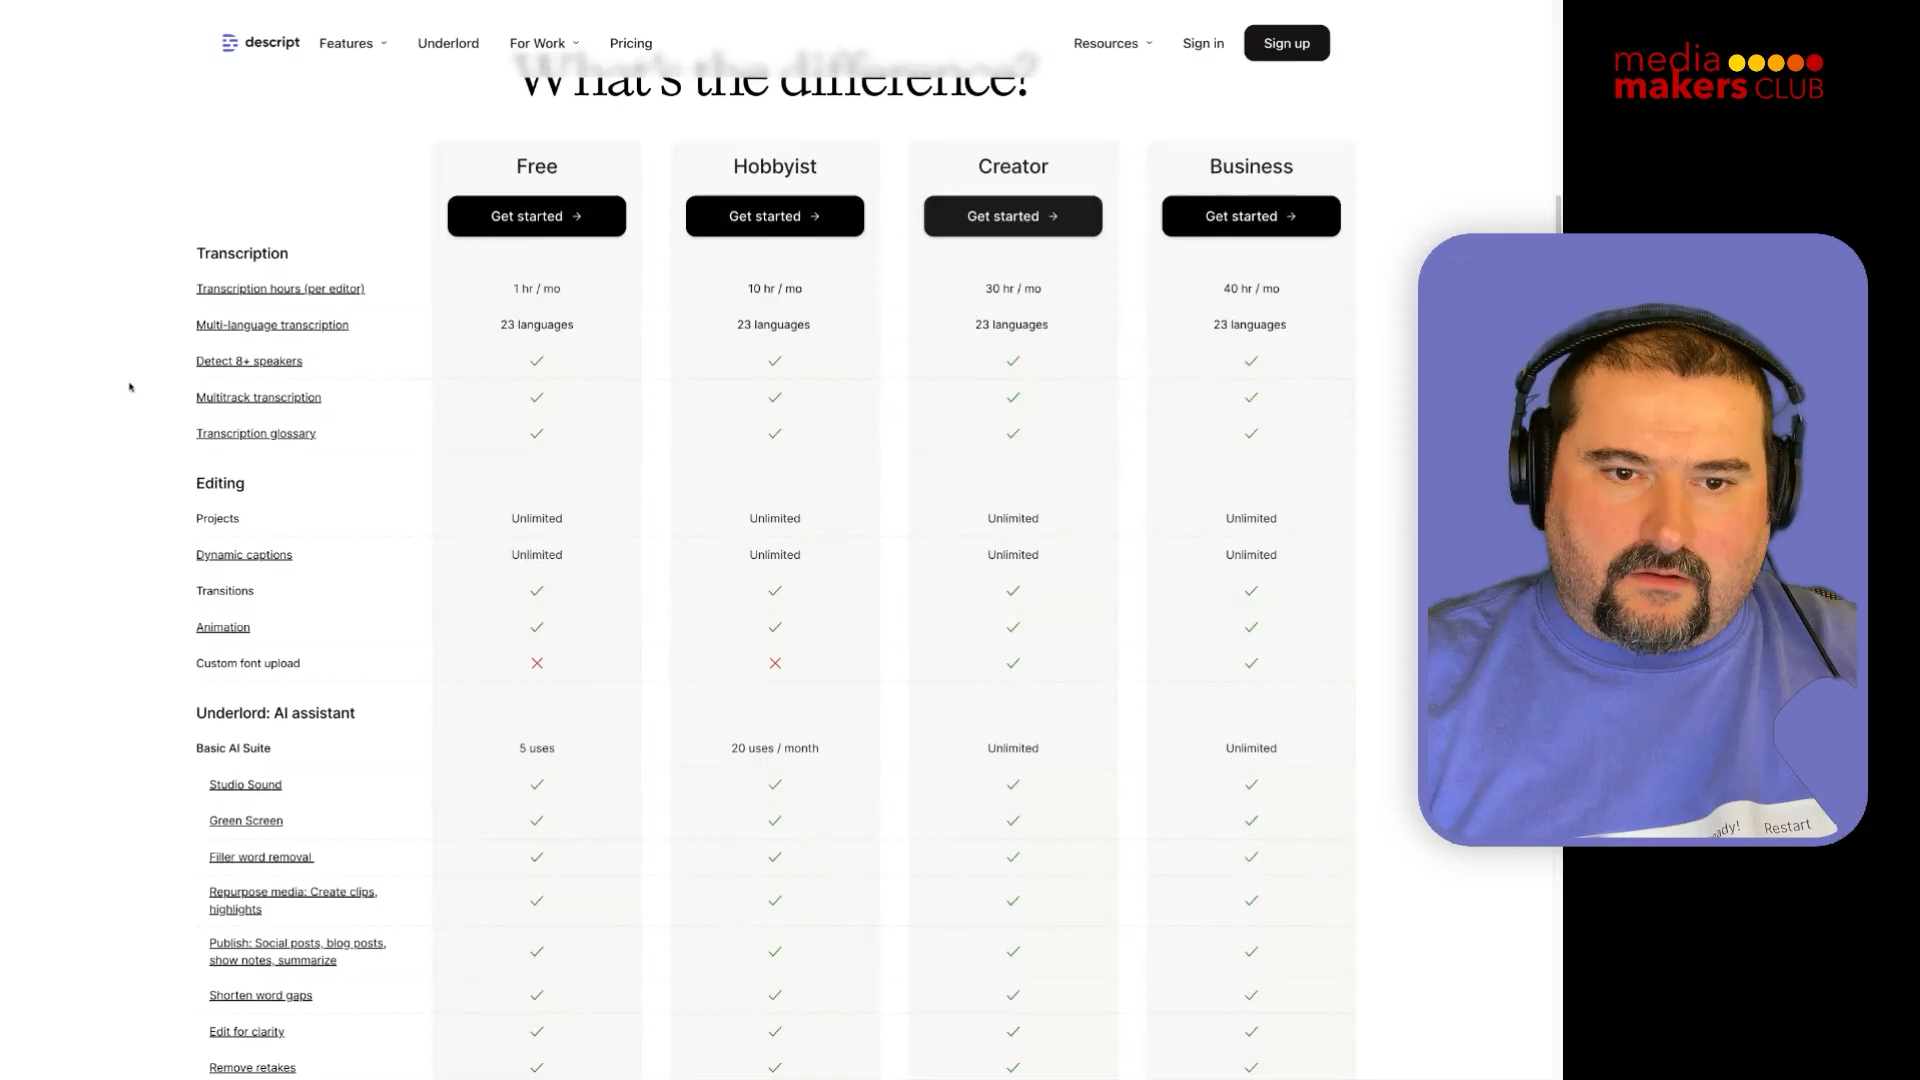 descript Features Underlord For Work Pricing Resources Sign in Sign up
What's the difference?
media
makers CLUB
Free Hobbyist Creator Business
Get started → Get started → Get started → Get started →
Transcription
Transcription hours (per editor) 1 hr / mo 10 hr / mo 30 hr / mo 40 hr / mo
Multi-language transcription 23 languages 23 languages 23 languages 23 languages
Detect 8+ speakers
Multitrack transcription
Transcription glossary
Editing
Projects Unlimited Unlimited Unlimited Unlimited
Dynamic captions Unlimited Unlimited Unlimited Unlimited
Transitions
Animation
Custom font upload
Underlord: AI assistant
Basic AI Suite 5 uses 20 uses / month Unlimited Unlimited
Studio Sound
Green Screen
Filler word removal
Repurpose media: Create clips,
highlights
Publish: Social posts, blog posts,
show notes, summarize
Shorten word gaps
Edit for clarity
Remove retakes
Restart